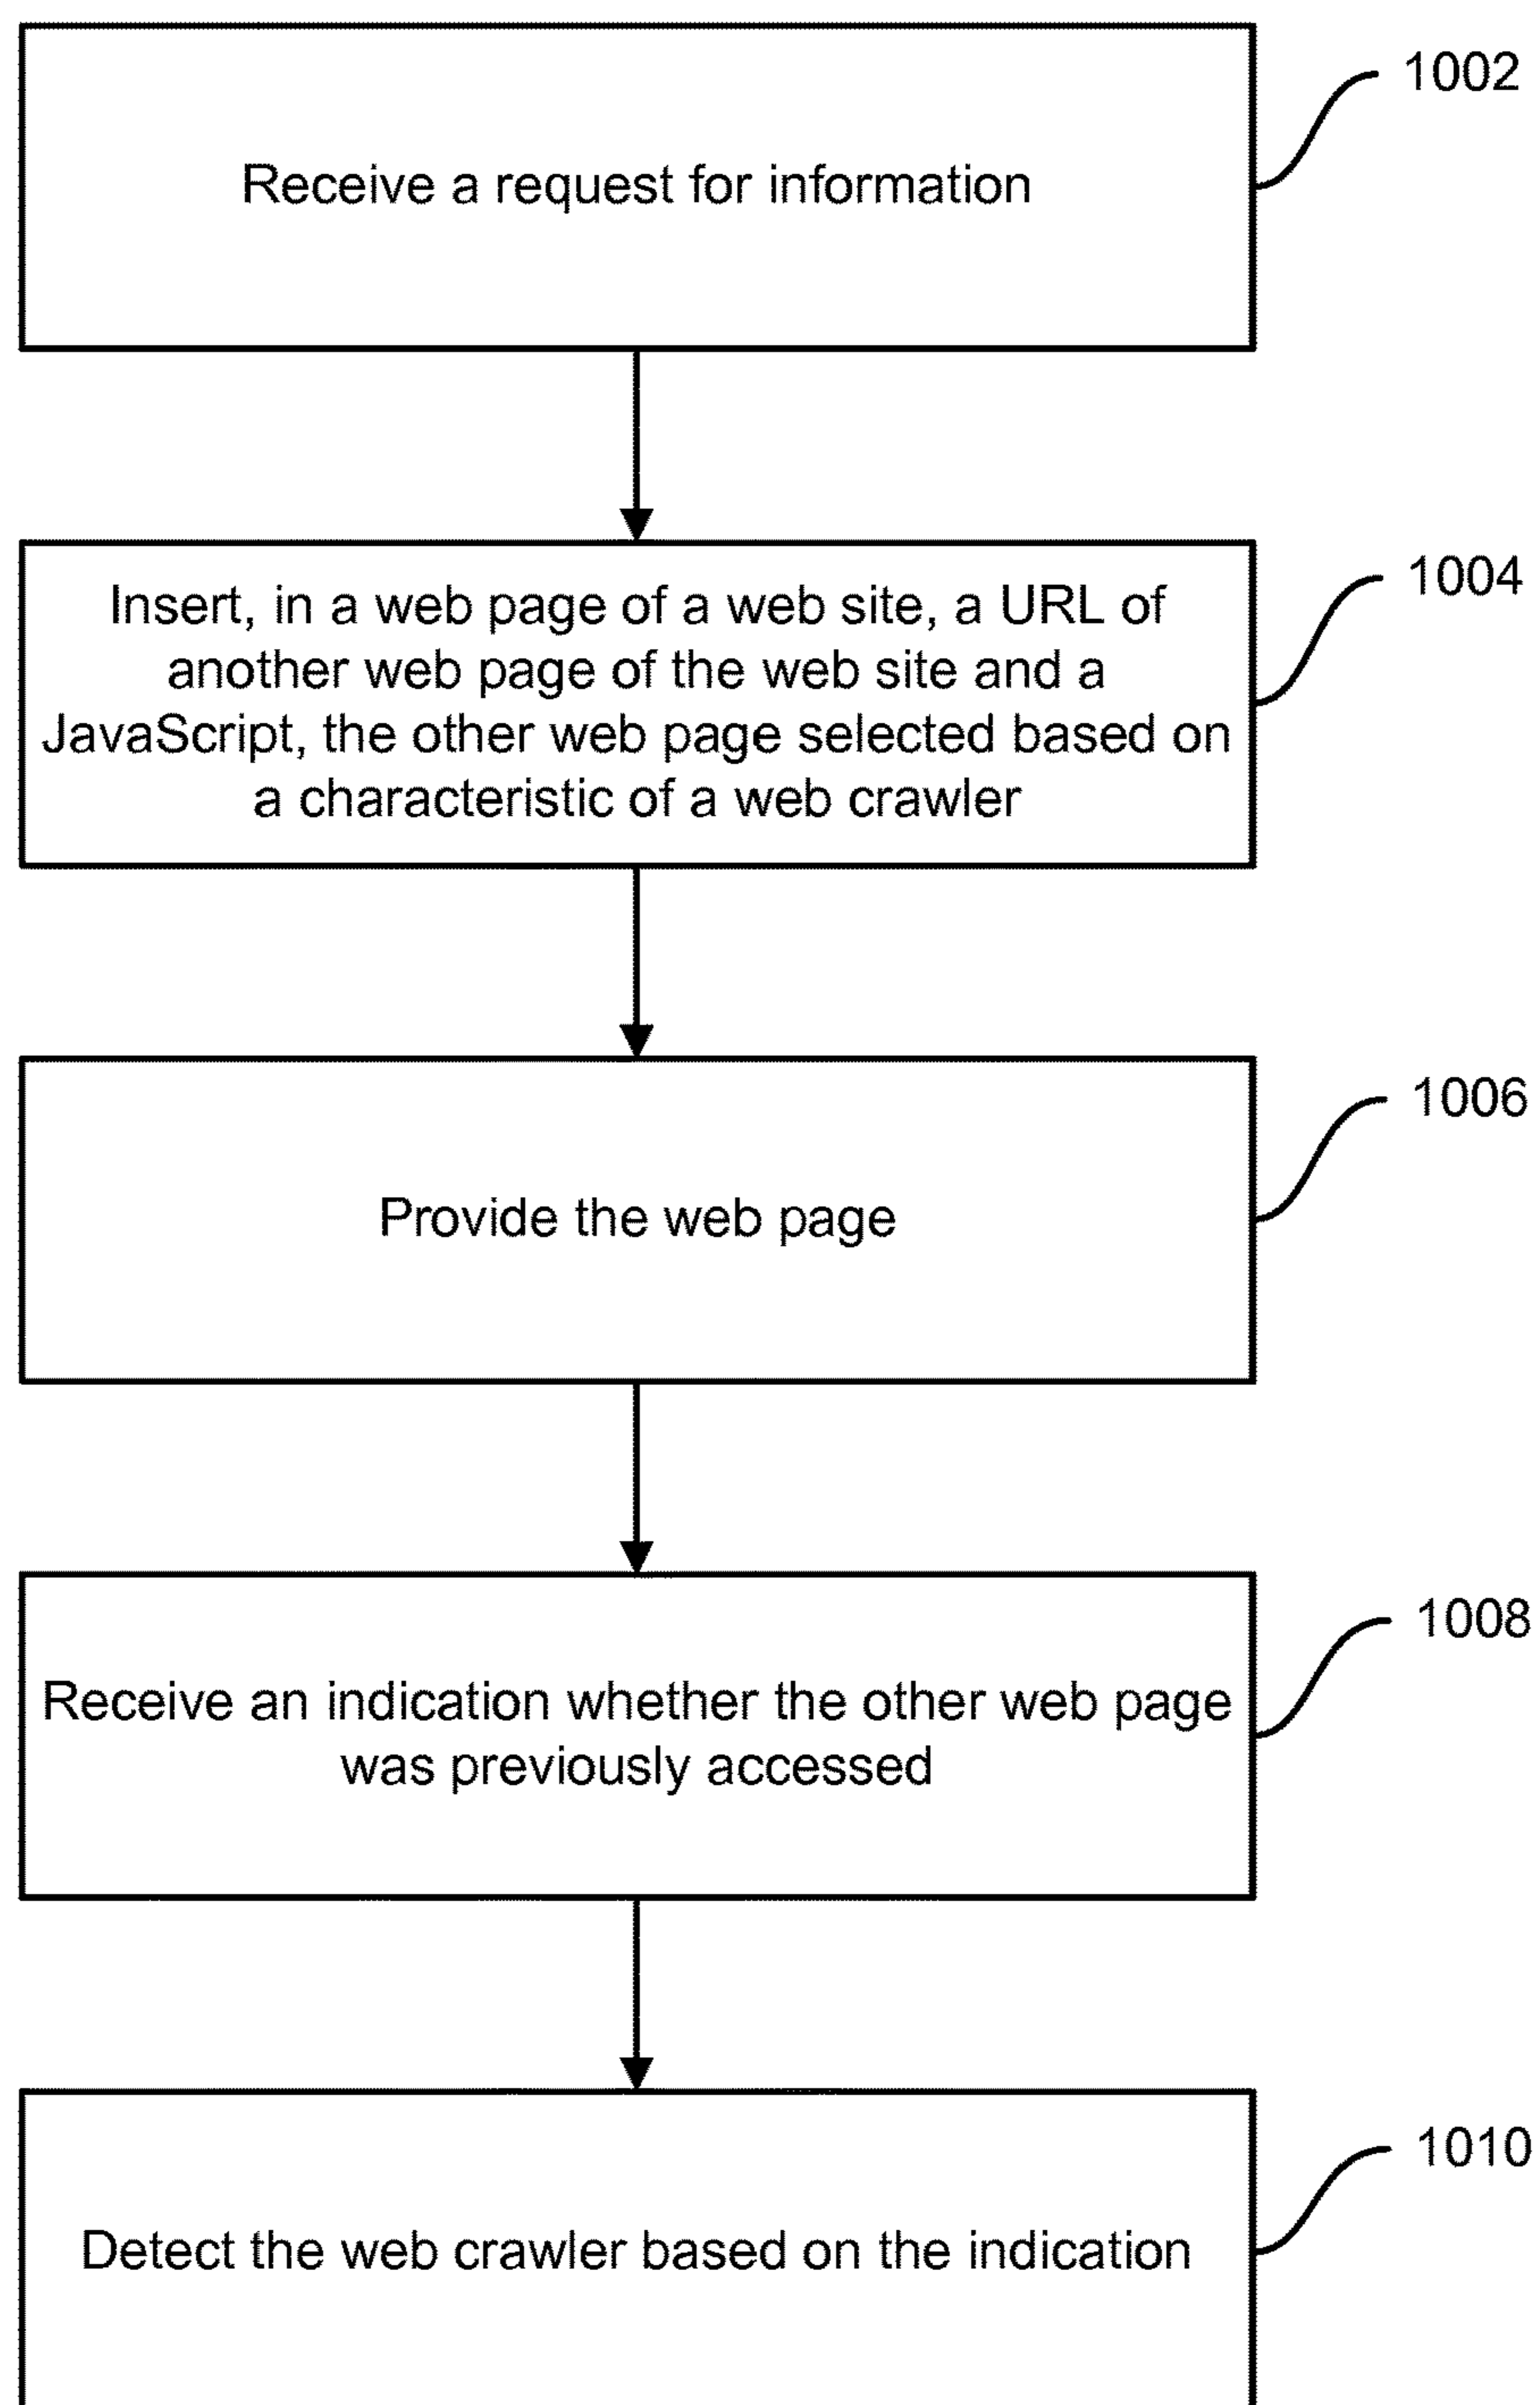 1002
Receive a request for information
1004
Insert, in a web page of a web site, a URL of
another web page of the web site and a
JavaScript, the other web page selected based on
a characteristic of a web crawler
1006
Provide the web page
1008
Receive an indication whether the other web page
was previously accessed
1010
Detect the web crawler based on the indication